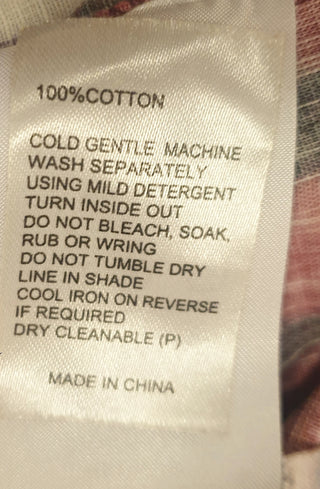 100%COTTON
COLD GENTLE MACHINE
WASH SEPARATELY
USING MILD DETERGENT
TURN INSIDE OUT
DO NOT BLEACH, SOAK,
RUB OR WRING
DO NOT TUMBLE DRY
LINE IN SHADE
COOL IRON ON REVERSE
IF REQUIRED
DRY CLEANABLE (P)
MADE IN CHINA